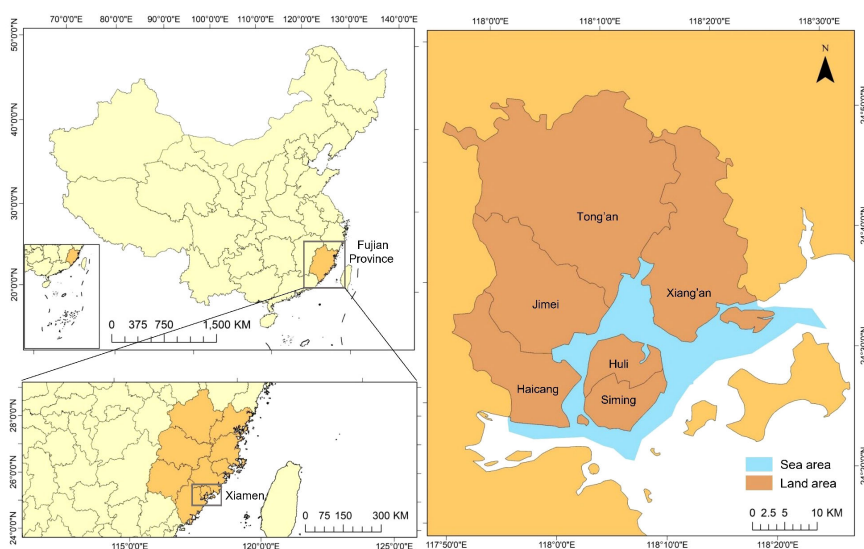 70°0'0"E 80°0'0"E 90°0'0"E 100°0'0"E 110°0'0"E 120°0'0"E 130°0'0"E 140°0'0"E
50°0'0"N
40°0'0"N
30°0'0"N
20°0'0"N
Fujian
Province
0 375 750 1,500 KM
28°0'0"N
26°0'0"N
24°0'0"N
Xiamen
0 75 150 300 KM
115°0'0"E 120°0'0"E 125°0'0"E
118°0'0"E 118°10'0"E 118°20'0"E 118°30'0"E
N
Tong'an
Jimei
Xiang'an
Huli
Haicang
Siming
Sea area
Land area
0 2.5 5 10 KM
117°50'0"E 118°0'0"E 118°10'0"E 118°20'0"E